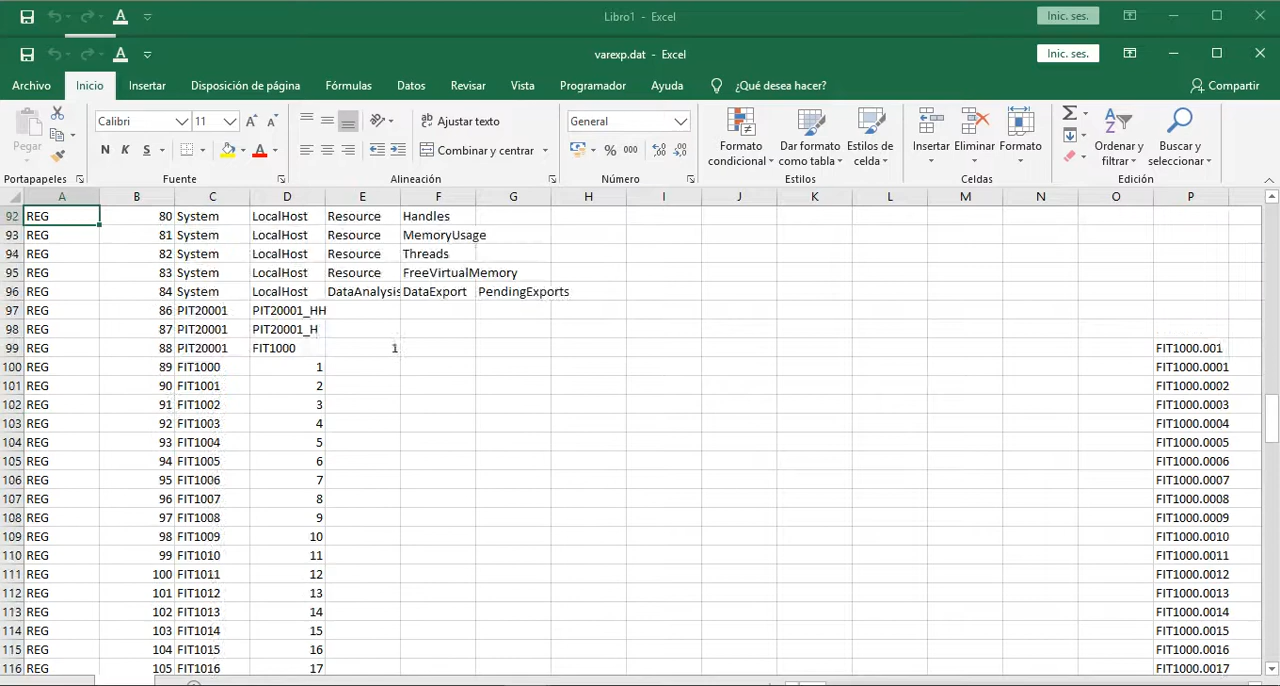 Libro1 - Excel
Inic. ses.
varexp.dat - Excel
Inic. ses.
Archivo Inicio Insertar Disposición de página Fórmulas Datos Revisar Vista Programador Ayuda ¿Qué desea hacer? Compartir
Pegar
Calibri 11
N K S
Ajustar texto
Combinar y centrar
General
% 000
Formato condicional
Dar formato como tabla
Estilos de celda
Insertar Eliminar Formato
Ordenar y filtrar
Buscar y seleccionar
Portapapeles Fuente Alineación Número Estilos Celdas Edición
A B C D E F G H I J K L M N O P
92 REG 80 System LocalHost Resource Handles
93 REG 81 System LocalHost Resource MemoryUsage
94 REG 82 System LocalHost Resource Threads
95 REG 83 System LocalHost Resource FreeVirtualMemory
96 REG 84 System LocalHost DataAnalysis DataExport PendingExports
97 REG 86 PIT20001 PIT20001_HH
98 REG 87 PIT20001 PIT20001_H
99 REG 88 PIT20001 FIT1000 1 FIT1000.001
100 REG 89 FIT1000 1 FIT1000.0001
101 REG 90 FIT1001 2 FIT1000.0002
102 REG 91 FIT1002 3 FIT1000.0003
103 REG 92 FIT1003 4 FIT1000.0004
104 REG 93 FIT1004 5 FIT1000.0005
105 REG 94 FIT1005 6 FIT1000.0006
106 REG 95 FIT1006 7 FIT1000.0007
107 REG 96 FIT1007 8 FIT1000.0008
108 REG 97 FIT1008 9 FIT1000.0009
109 REG 98 FIT1009 10 FIT1000.0010
110 REG 99 FIT1010 11 FIT1000.0011
111 REG 100 FIT1011 12 FIT1000.0012
112 REG 101 FIT1012 13 FIT1000.0013
113 REG 102 FIT1013 14 FIT1000.0014
114 REG 103 FIT1014 15 FIT1000.0015
115 REG 104 FIT1015 16 FIT1000.0016
116 REG 105 FIT1016 17 FIT1000.0017